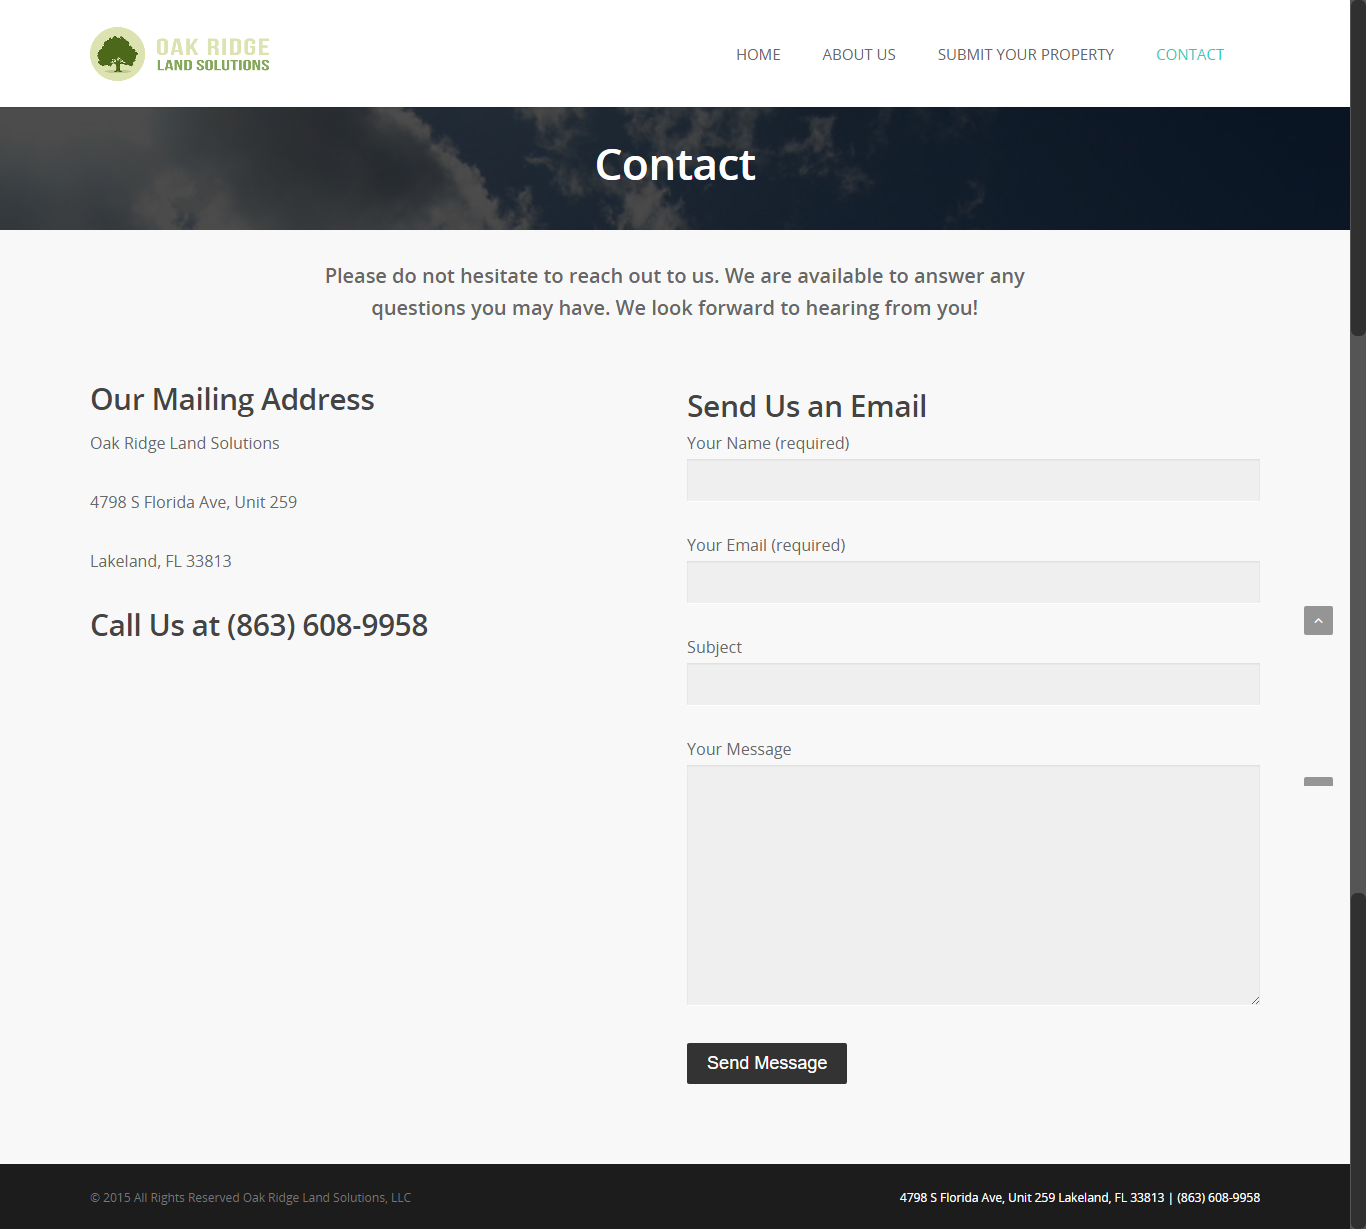 OAK RIDGE
LAND SOLUTIONS
HOME ABOUT US SUBMIT YOUR PROPERTY CONTACT
Contact
Please do not hesitate to reach out to us. We are available to answer any
questions you may have. We look forward to hearing from you!
Our Mailing Address
Oak Ridge Land Solutions
4798 S Florida Ave, Unit 259
Lakeland, FL 33813
Call Us at (863) 608-9958
Send Us an Email
Your Name (required)
Your Email (required)
Subject
Your Message
Send Message
© 2015 All Rights Reserved Oak Ridge Land Solutions, LLC
4798 S Florida Ave, Unit 259 Lakeland, FL 33813 | (863) 608-9958